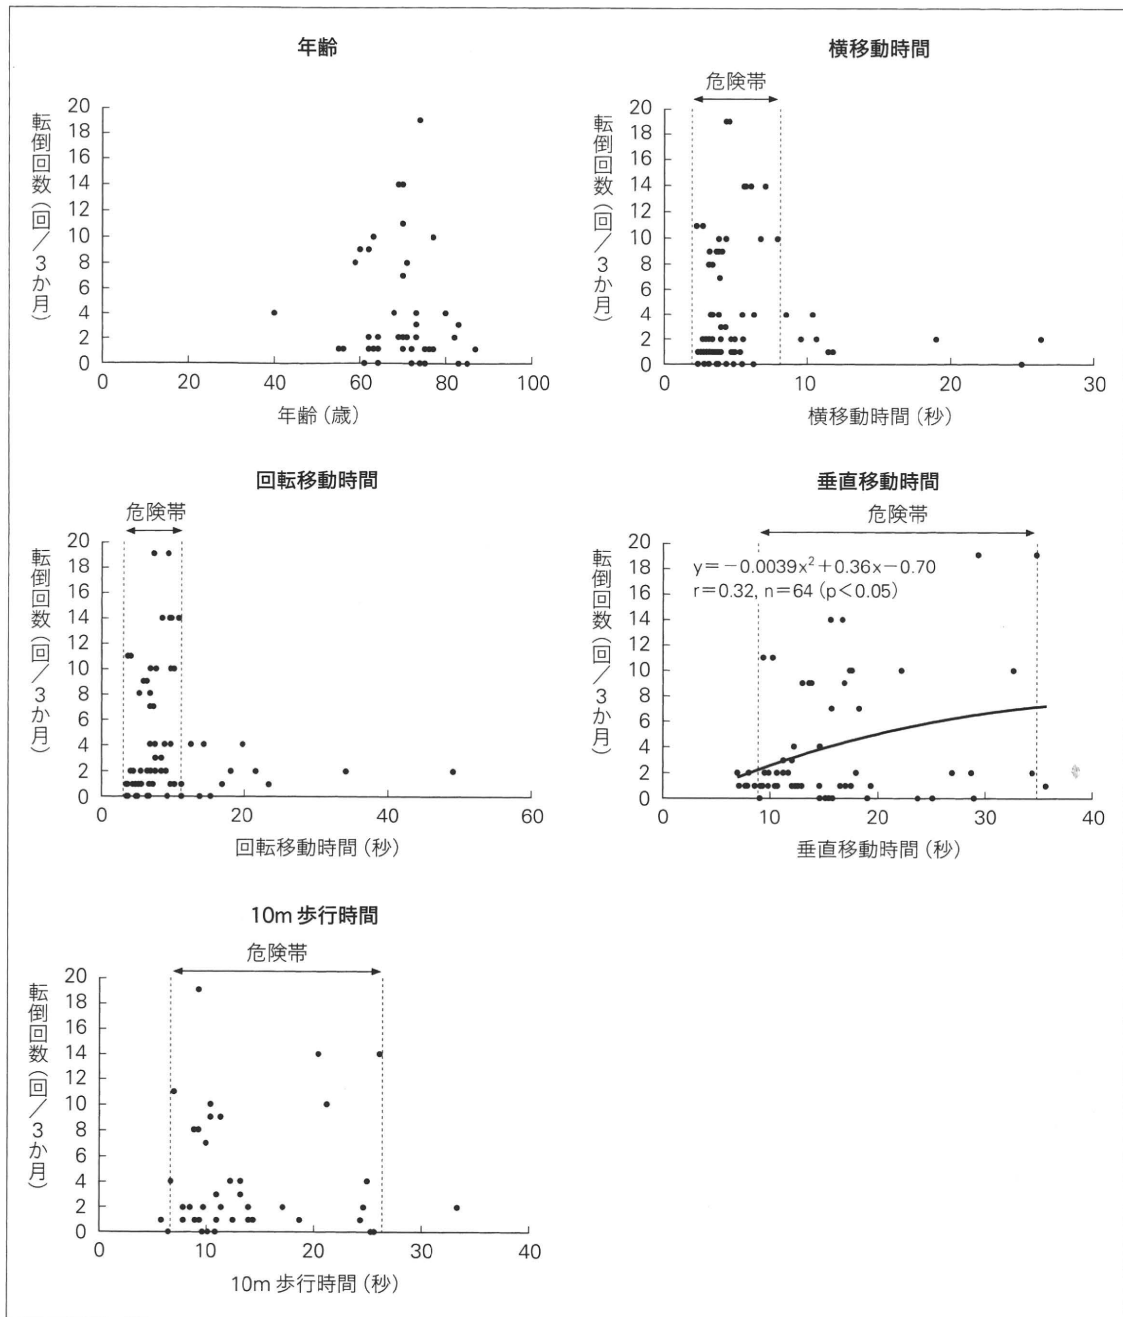 年齢
転倒回数(回/3か月)
20
18
16
14
12
10
8
6
4
2
0
0 20 40 60 80 100
年齢(歳)
横移動時間
危険帯
転倒回数(回/3か月)
20
18
16
14
12
10
8
6
4
2
0
0 10 20 30
横移動時間(秒)
回転移動時間
危険帯
転倒回数(回/3か月)
20
18
16
14
12
10
8
6
4
2
0
0 20 40 60
回転移動時間(秒)
垂直移動時間
危険帯
転倒回数(回/3か月)
20
18
16
14
12
10
8
6
4
2
0
y=−0.0039x²+0.36x−0.70
r=0.32, n=64 (p<0.05)
0 10 20 30 40
垂直移動時間(秒)
10m 歩行時間
危険帯
転倒回数(回/3か月)
20
18
16
14
12
10
8
6
4
2
0
0 10 20 30 40
10m 歩行時間(秒)